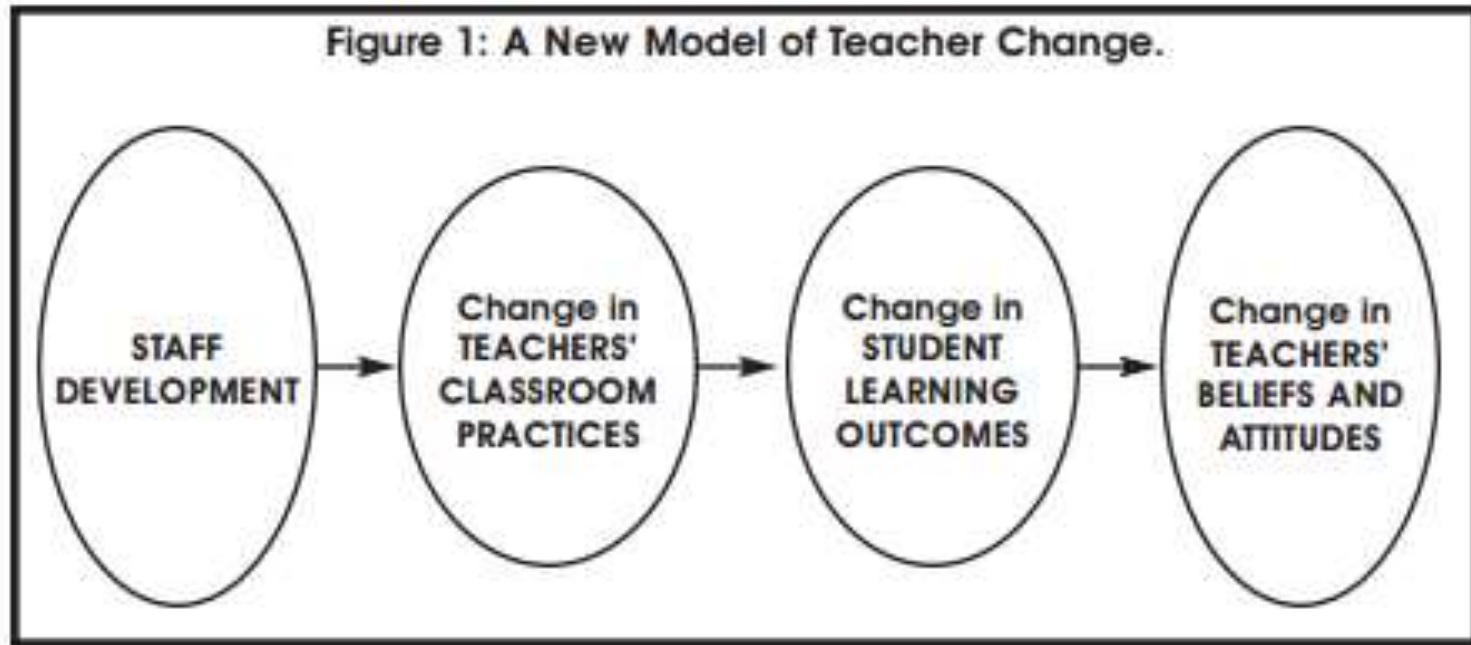 Figure 1: A New Model of Teacher Change.
STAFF
DEVELOPMENT
Change in
TEACHERS'
CLASSROOM
PRACTICES
Change in
STUDENT
LEARNING
OUTCOMES
Change in
TEACHERS'
BELIEFS AND
ATTITUDES